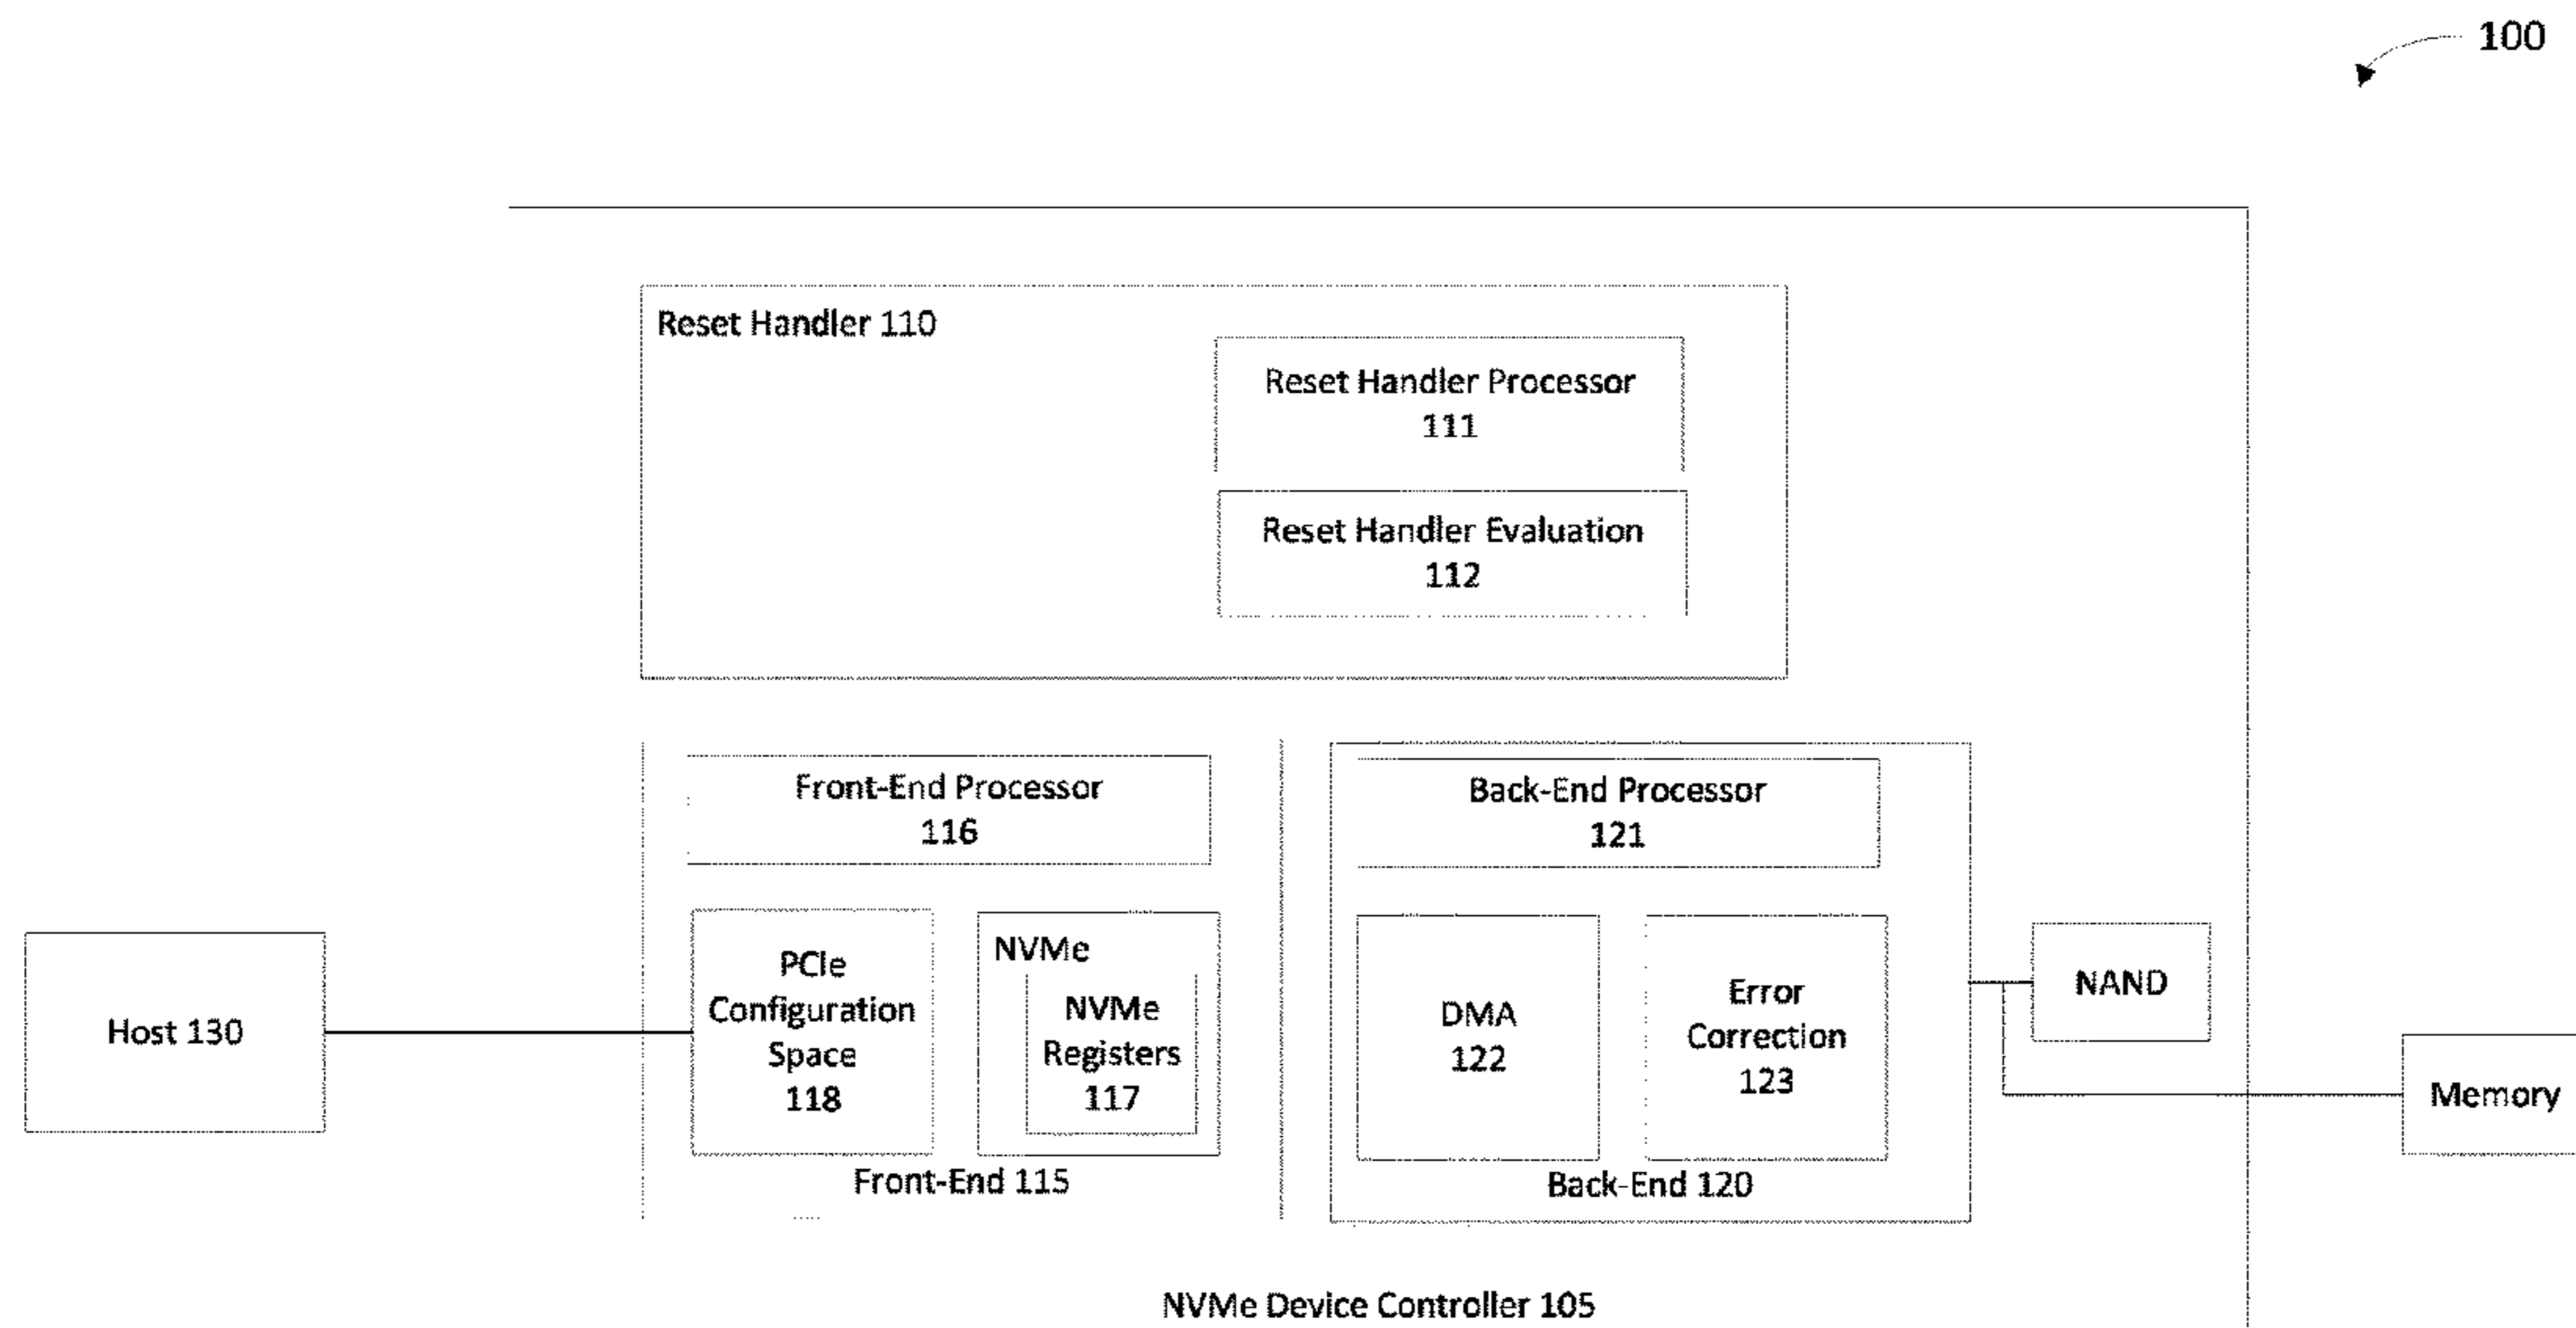 100
Reset Handler 110
Reset Handler Processor
111
Reset Handler Evaluation
112
Front-End Processor
116
Back-End Processor
121
Host 130
PCIe
Configuration
Space
118
NVMe
NVMe
Registers
117
Front-End 115
DMA
122
Error
Correction
123
Back-End 120
NAND
Memory
NVMe Device Controller 105